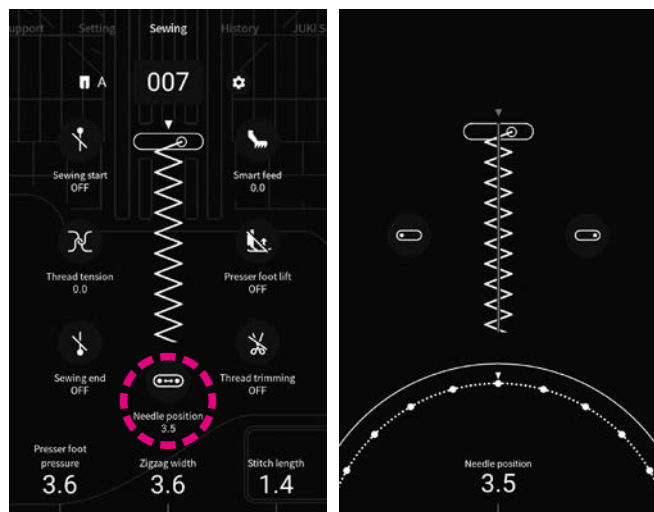 upport Setting Sewing History JUKI S
A 007
Sewing start
OFF
Smart feed
0.0
Thread tension
0.0
Presser foot lift
OFF
Sewing end
OFF
Thread trimming
OFF
Needle position
3.5
Presser foot
pressure
3.6
Zigzag width
3.6
Stitch length
1.4
Needle position
3.5